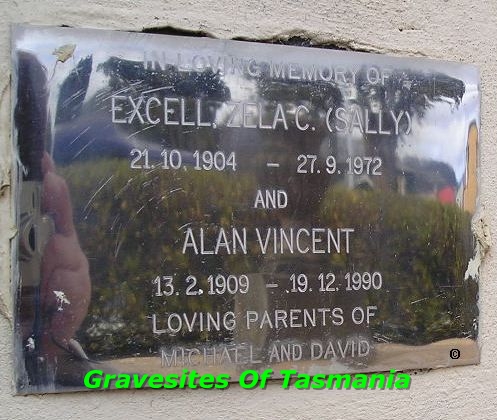 IN LOVING MEMORY OF
EXCELL, ZELA C. (SALLY)
21. 10. 1904 – 27. 9. 1972
AND
ALAN VINCENT
13. 2. 1909 – 19. 12. 1990
LOVING PARENTS OF
MICHAEL AND DAVID
©
Gravesites Of Tasmania